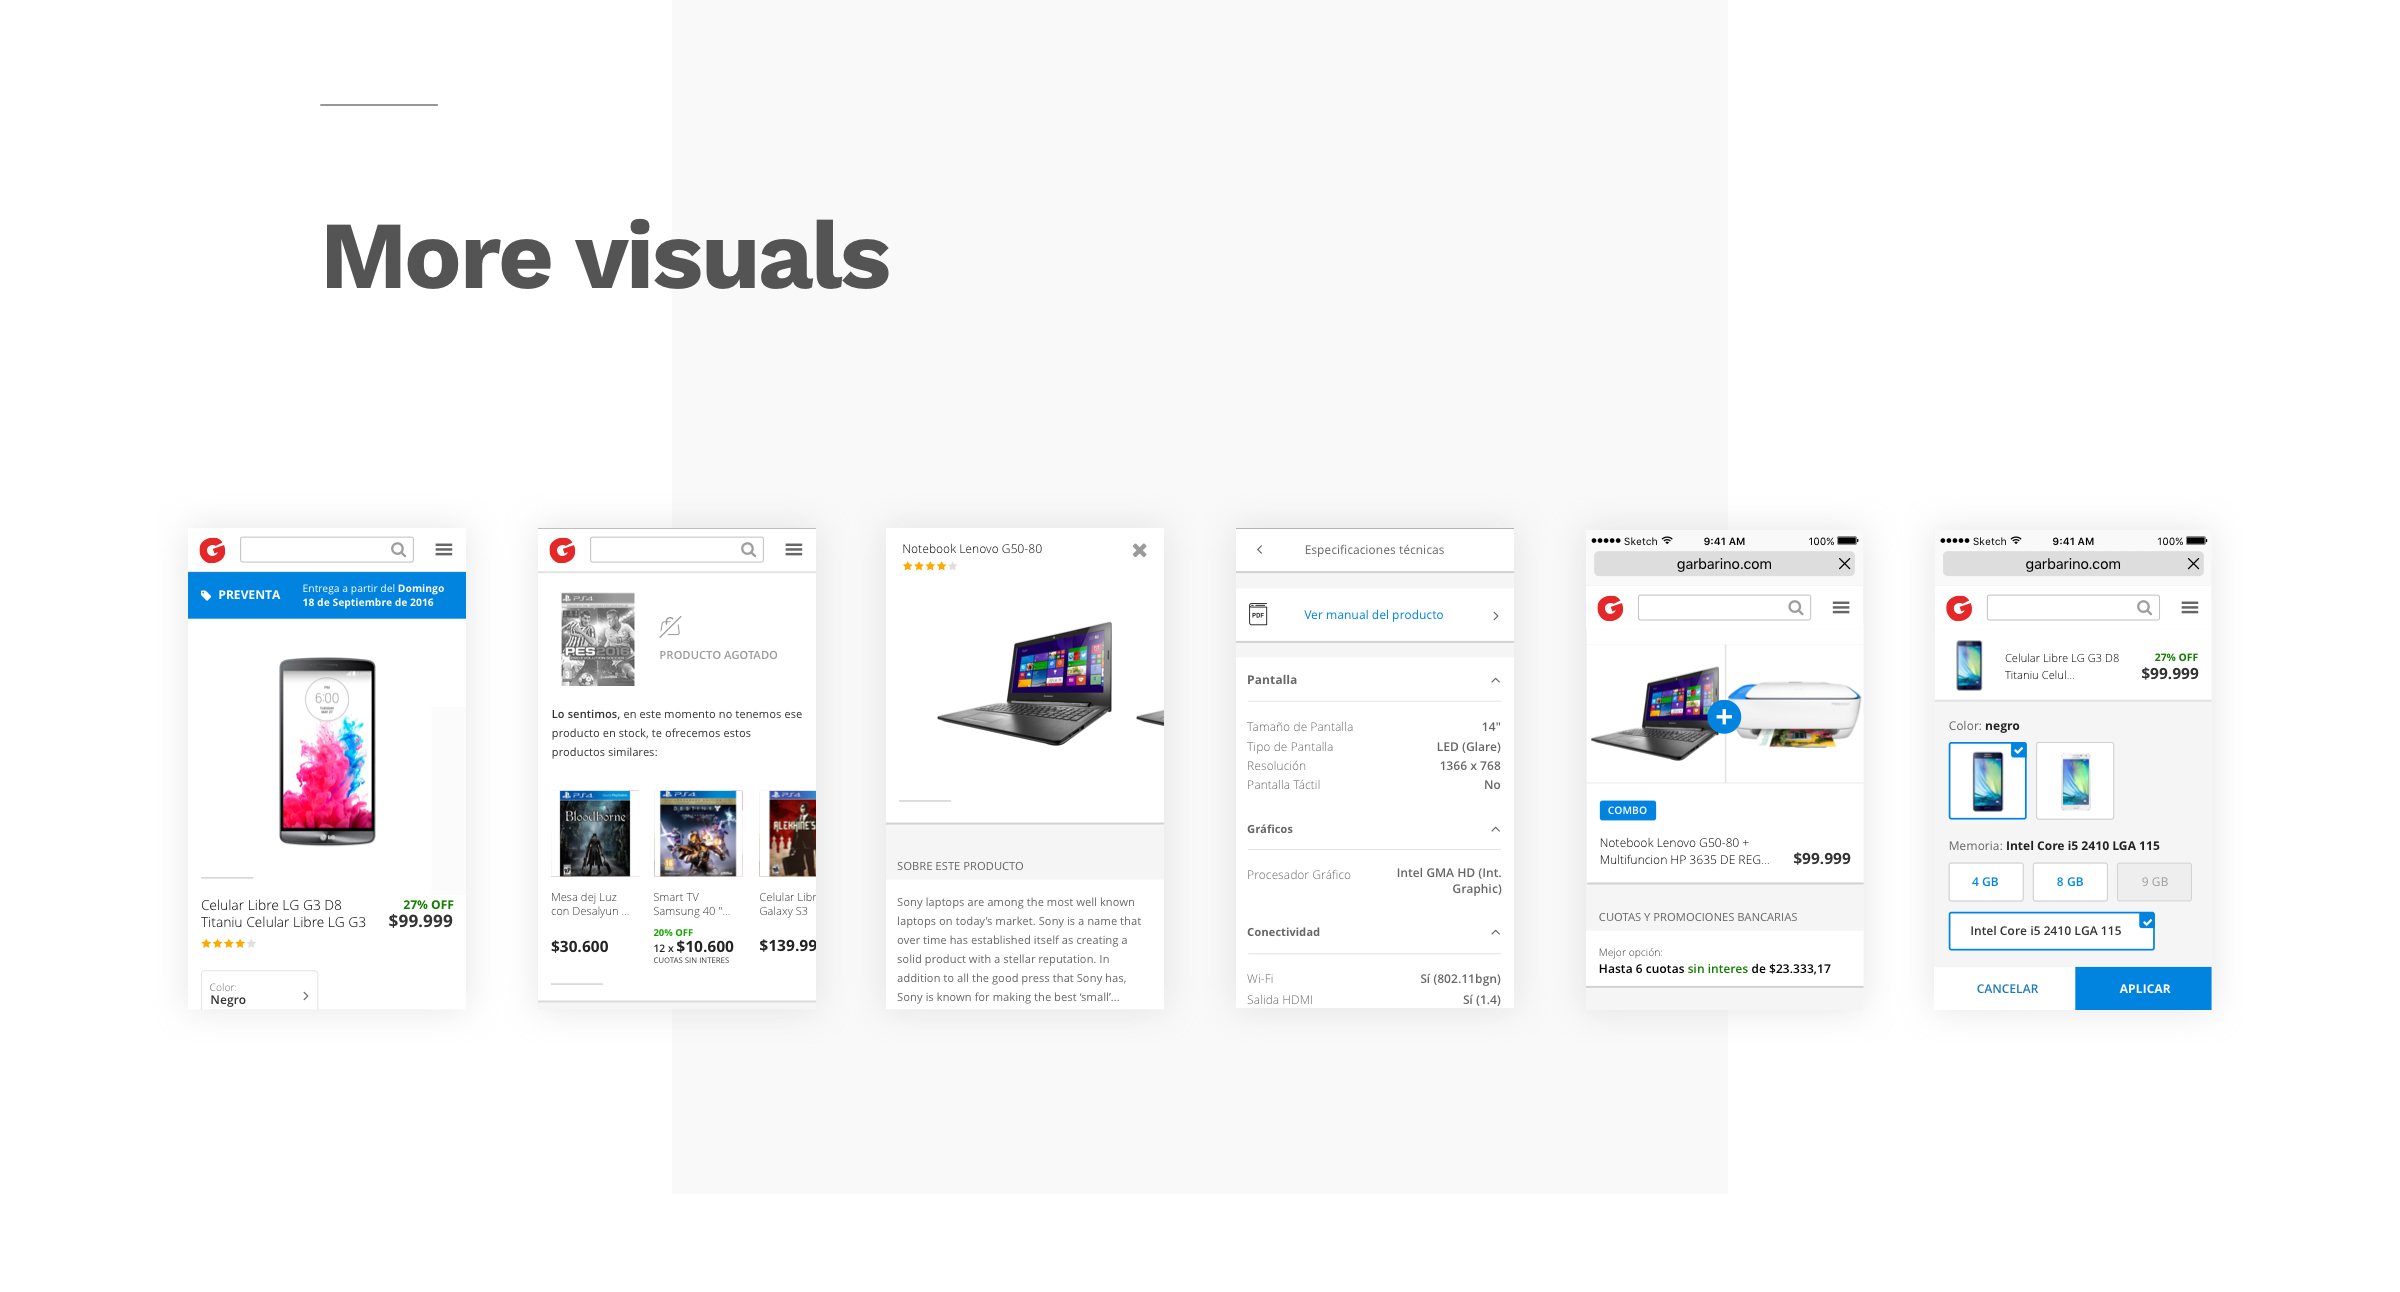 More visuals
PREVENTA
Entrega a partir del Domingo
18 de Septiembre de 2016
6:00
Celular Libre LG G3 D8
Titaniu Celular Libre LG G3
27% OFF
$99.999
Color:
Negro
PS4
PES 2016
PRODUCTO AGOTADO
Lo sentimos, en este momento no tenemos ese
producto en stock, te ofrecemos estos
productos similares:
PS4
Bloodborne
PS4
DESTINY
PS4
ALEKHINE'S
Mesa dej Luz
con Desalyun ...
$30.600
Smart TV
Samsung 40 "...
20% OFF
12 x $10.600
CUOTAS SIN INTERES
Celular Libr
Galaxy S3
$139.99
Notebook Lenovo G50-80
SOBRE ESTE PRODUCTO
Sony laptops are among the most well known
laptops on today's market. Sony is a name that
over time has established itself as creating a
solid product with a stellar reputation. In
addition to all the good press that Sony has,
Sony is known for making the best 'small'...
Especificaciones técnicas
PDF
Ver manual del producto
Pantalla
Tamaño de Pantalla 14"
Tipo de Pantalla LED (Glare)
Resolución 1366 x 768
Pantalla Táctil No
Gráficos
Procesador Gráfico Intel GMA HD (Int.
Graphic)
Conectividad
Wi-Fi Sí (802.11bgn)
Salida HDMI Sí (1.4)
Sketch 9:41 AM 100%
garbarino.com
COMBO
Notebook Lenovo G50-80 +
Multifuncion HP 3635 DE REG...
$99.999
CUOTAS Y PROMOCIONES BANCARIAS
Mejor opción:
Hasta 6 cuotas sin interes de $23.333,17
Sketch 9:41 AM 100%
garbarino.com
Celular Libre LG G3 D8
Titaniu Celul...
27% OFF
$99.999
Color: negro
Memoria: Intel Core i5 2410 LGA 115
4 GB 8 GB 9 GB
Intel Core i5 2410 LGA 115
CANCELAR APLICAR